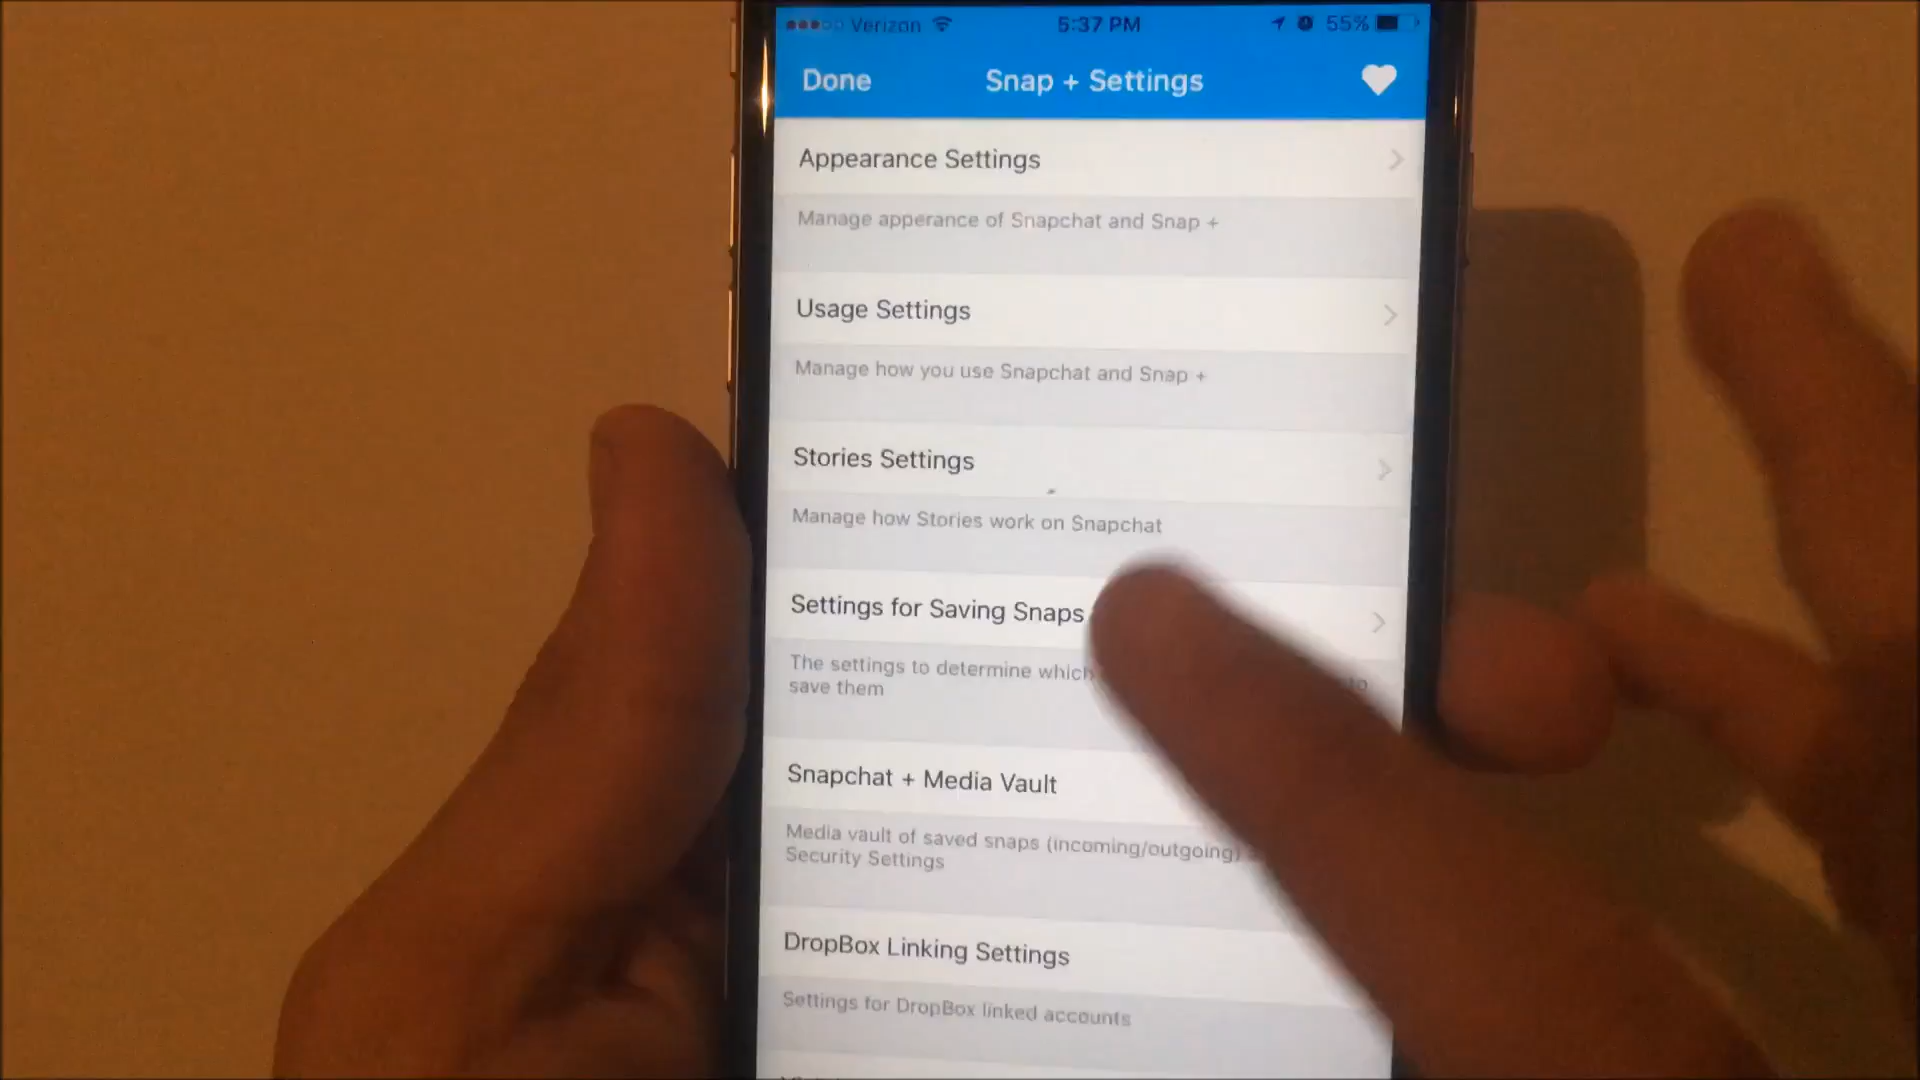 Verizon 5:37 PM 55%
Done Snap + Settings
Appearance Settings
Manage apperance of Snapchat and Snap +
Usage Settings
Manage how you use Snapchat and Snap +
Stories Settings
Manage how Stories work on Snapchat
Settings for Saving Snaps
The settings to determine which to
save them
Snapchat + Media Vault
Media vault of saved snaps (incoming/outgoing)
Security Settings
DropBox Linking Settings
Settings for DropBox linked accounts